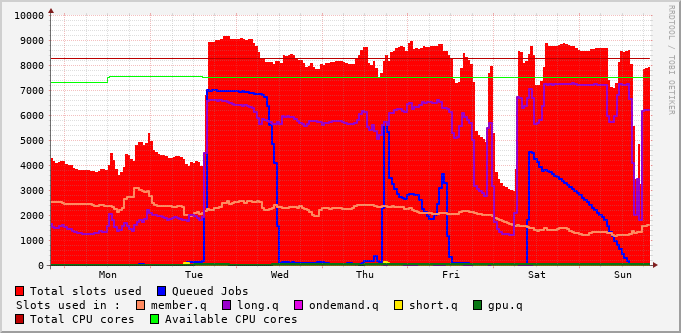 10000
9000
8000
7000
6000
5000
4000
3000
2000
1000
0
Mon Tue Wed Thu Fri Sat Sun
RRDTOOL / TOBI OETIKER
Total slots used Queued Jobs
Slots used in : member.q long.q ondemand.q short.q gpu.q
Total CPU cores Available CPU cores